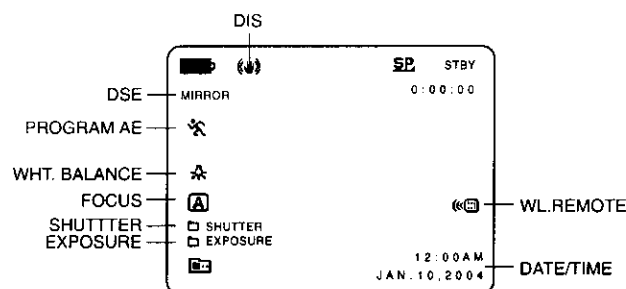 DIS
SP STBY
DSE MIRROR 0:00:00
PROGRAM AE
WHT. BALANCE
FOCUS A
WL.REMOTE
SHUTTTER SHUTTER
EXPOSURE EXPOSURE
12:00AM
DATE/TIME
JAN.10,2004